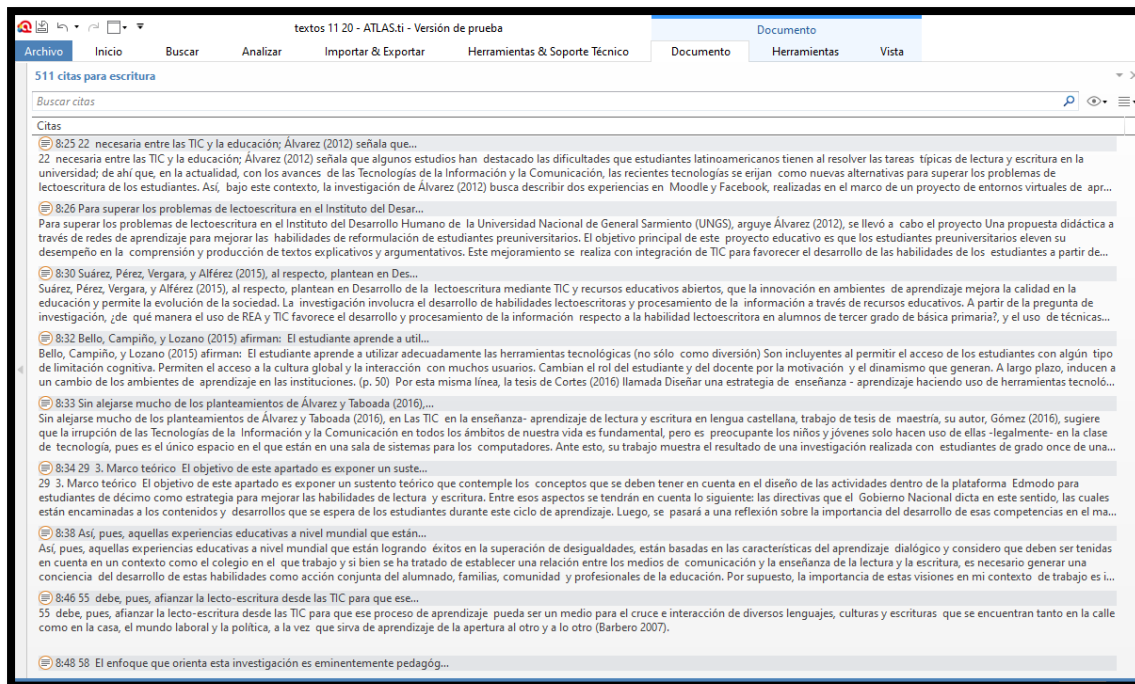 textos 11 20 - ATLAS.ti - Versión de prueba
Documento
Archivo Inicio Buscar Analizar Importar & Exportar Herramientas & Soporte Técnico Documento Herramientas Vista
511 citas para escritura
Buscar citas
Citas
8:25 22 necesaria entre las TIC y la educación; Álvarez (2012) señala que...
22 necesaria entre las TIC y la educación; Álvarez (2012) señala que algunos estudios han destacado las dificultades que estudiantes latinoamericanos tienen al resolver las tareas típicas de lectura y escritura en la
universidad; de ahí que, en la actualidad, con los avances de las Tecnologías de la Información y la Comunicación, las recientes tecnologías se erijan como nuevas alternativas para superar los problemas de
lectoescritura de los estudiantes. Así, bajo este contexto, la investigación de Álvarez (2012) busca describir dos experiencias en Moodle y Facebook, realizadas en el marco de un proyecto de entornos virtuales de apr...
8:26 Para superar los problemas de lectoescritura en el Instituto del Desar...
Para superar los problemas de lectoescritura en el Instituto del Desarrollo Humano de la Universidad Nacional de General Sarmiento (UNGS), arguye Álvarez (2012), se llevó a cabo el proyecto Una propuesta didáctica a
través de redes de aprendizaje para mejorar las habilidades de reformulación de estudiantes preuniversitarios. El objetivo principal de este proyecto educativo es que los estudiantes preuniversitarios eleven su
desempeño en la comprensión y producción de textos explicativos y argumentativos. Este mejoramiento se realiza con integración de TIC para favorecer el desarrollo de las habilidades de los estudiantes a partir de...
8:30 Suárez, Pérez, Vergara, y Alférez (2015), al respecto, plantean en Des...
Suárez, Pérez, Vergara, y Alférez (2015), al respecto, plantean en Desarrollo de la lectoescritura mediante TIC y recursos educativos abiertos, que la innovación en ambientes de aprendizaje mejora la calidad en la
educación y permite la evolución de la sociedad. La investigación involucra el desarrollo de habilidades lectoescritoras y procesamiento de la información a través de recursos educativos. A partir de la pregunta de
investigación, ¿de qué manera el uso de REA y TIC favorece el desarrollo y procesamiento de la información respecto a la habilidad lectoescritora en alumnos de tercer grado de básica primaria?, y el uso de técnicas...
8:32 Bello, Campiño, y Lozano (2015) afirman: El estudiante aprende a util...
Bello, Campiño, y Lozano (2015) afirman: El estudiante aprende a utilizar adecuadamente las herramientas tecnológicas (no sólo como diversión) Son incluyentes al permitir el acceso de los estudiantes con algún tipo
de limitación cognitiva. Permiten el acceso a la cultura global y la interacción con muchos usuarios. Cambian el rol del estudiante y del docente por la motivación y el dinamismo que generan. A largo plazo, inducen a
un cambio de los ambientes de aprendizaje en las instituciones. (p. 50) Por esta misma línea, la tesis de Cortes (2016) llamada Diseñar una estrategia de enseñanza - aprendizaje haciendo uso de herramientas tecnoló...
8:33 Sin alejarse mucho de los planteamientos de Álvarez y Taboada (2016),...
Sin alejarse mucho de los planteamientos de Álvarez y Taboada (2016), en Las TIC en la enseñanza- aprendizaje de lectura y escritura en lengua castellana, trabajo de tesis de maestría, su autor, Gómez (2016), sugiere
que la irrupción de las Tecnologías de la Información y la Comunicación en todos los ámbitos de nuestra vida es fundamental, pero es preocupante los niños y jóvenes solo hacen uso de ellas -legalmente- en la clase
de tecnología, pues es el único espacio en el que están en una sala de sistemas para los computadores. Ante esto, su trabajo muestra el resultado de una investigación realizada con estudiantes de grado once de una...
8:34 29 3. Marco teórico El objetivo de este apartado es exponer un suste...
29 3. Marco teórico El objetivo de este apartado es exponer un sustento teórico que contemple los conceptos que se deben tener en cuenta en el diseño de las actividades dentro de la plataforma Edmodo para
estudiantes de décimo como estrategia para mejorar las habilidades de lectura y escritura. Entre esos aspectos se tendrán en cuenta lo siguiente: las directivas que el Gobierno Nacional dicta en este sentido, las cuales
están encaminadas a los contenidos y desarrollos que se espera de los estudiantes durante este ciclo de aprendizaje. Luego, se pasará a una reflexión sobre la importancia del desarrollo de esas competencias en el ma...
8:38 Así, pues, aquellas experiencias educativas a nivel mundial que están...
Así, pues, aquellas experiencias educativas a nivel mundial que están logrando éxitos en la superación de desigualdades, están basadas en las características del aprendizaje dialógico y considero que deben ser tenidas
en cuenta en un contexto como el colegio en el que trabajo y si bien se ha tratado de establecer una relación entre los medios de comunicación y la enseñanza de la lectura y la escritura, es necesario generar una
conciencia del desarrollo de estas habilidades como acción conjunta del alumnado, familias, comunidad y profesionales de la educación. Por supuesto, la importancia de estas visiones en mi contexto de trabajo es i...
8:46 55 debe, pues, afianzar la lecto-escritura desde las TIC para que ese...
55 debe, pues, afianzar la lecto-escritura desde las TIC para que ese proceso de aprendizaje pueda ser un medio para el cruce e interacción de diversos lenguajes, culturas y escrituras que se encuentran tanto en la calle
como en la casa, el mundo laboral y la política, a la vez que sirva de aprendizaje de la apertura al otro y a lo otro (Barbero 2007).
8:48 58 El enfoque que orienta esta investigación es eminentemente pedagóg...